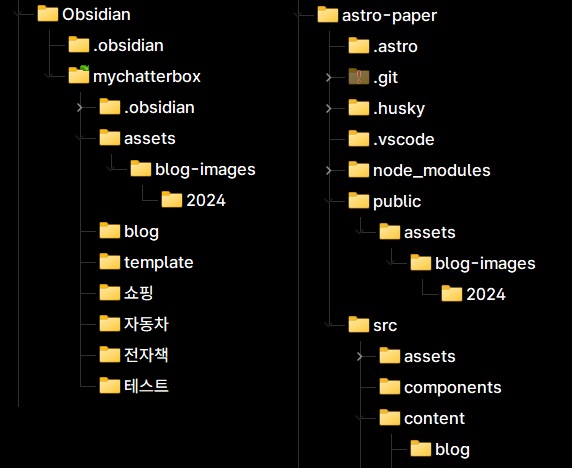 Obsidian
.obsidian
mychatterbox
.obsidian
assets
blog-images
2024
blog
template
쇼핑
자동차
전자책
테스트
astro-paper
.astro
.git
.husky
.vscode
node_modules
public
assets
blog-images
2024
src
assets
components
content
blog